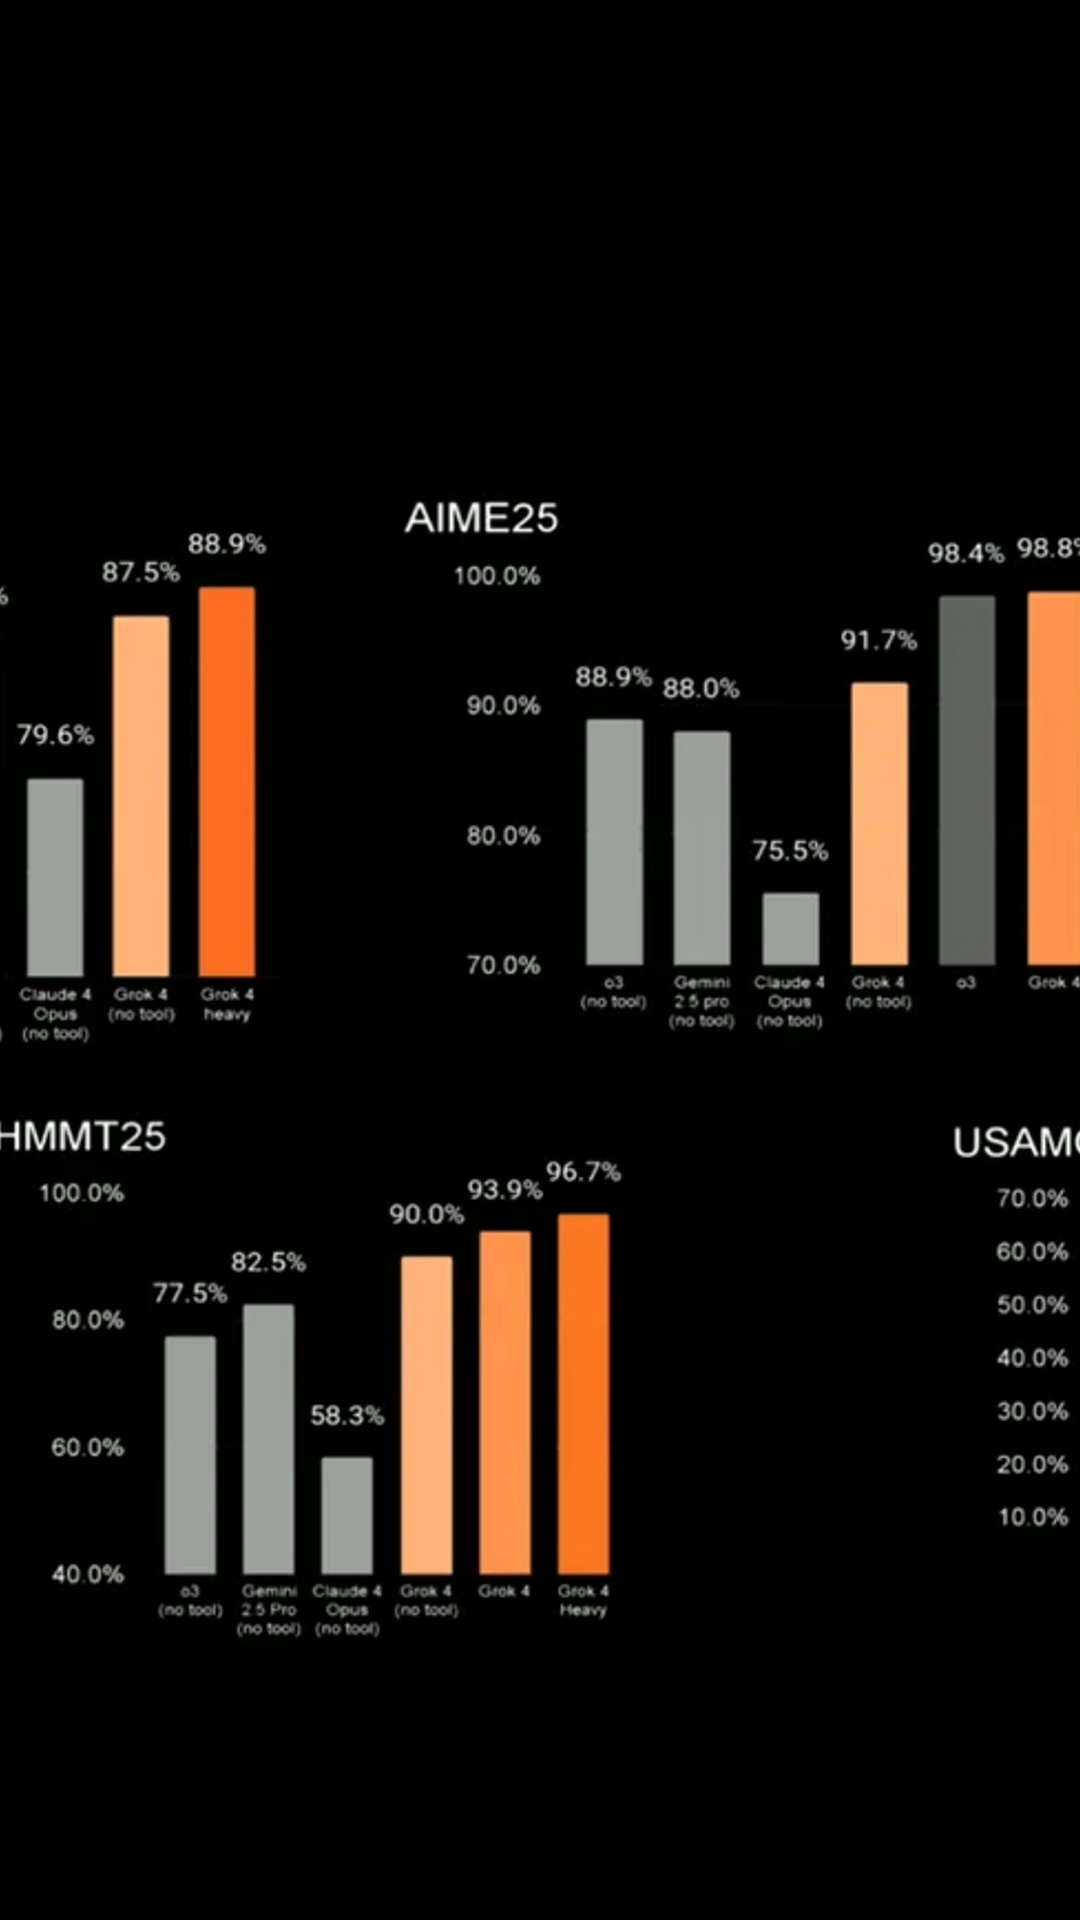 88.9%
87.5%
%
79.6%
Claude 4
Opus
(no tool)
Grok 4
(no tool)
Grok 4
heavy
)
AIME25
100.0%
90.0%
80.0%
70.0%
88.9%
88.0%
75.5%
91.7%
98.4%
98.8%
o3
(no tool)
Gemini
2.5 pro
(no tool)
Claude 4
Opus
(no tool)
Grok 4
(no tool)
o3
Grok 4
HMMT25
100.0%
80.0%
60.0%
40.0%
77.5%
82.5%
58.3%
90.0%
93.9%
96.7%
o3
(no tool)
Gemini
2.5 Pro
(no tool)
Claude 4
Opus
(no tool)
Grok 4
(no tool)
Grok 4
Grok 4
Heavy
USAM
70.0%
60.0%
50.0%
40.0%
30.0%
20.0%
10.0%